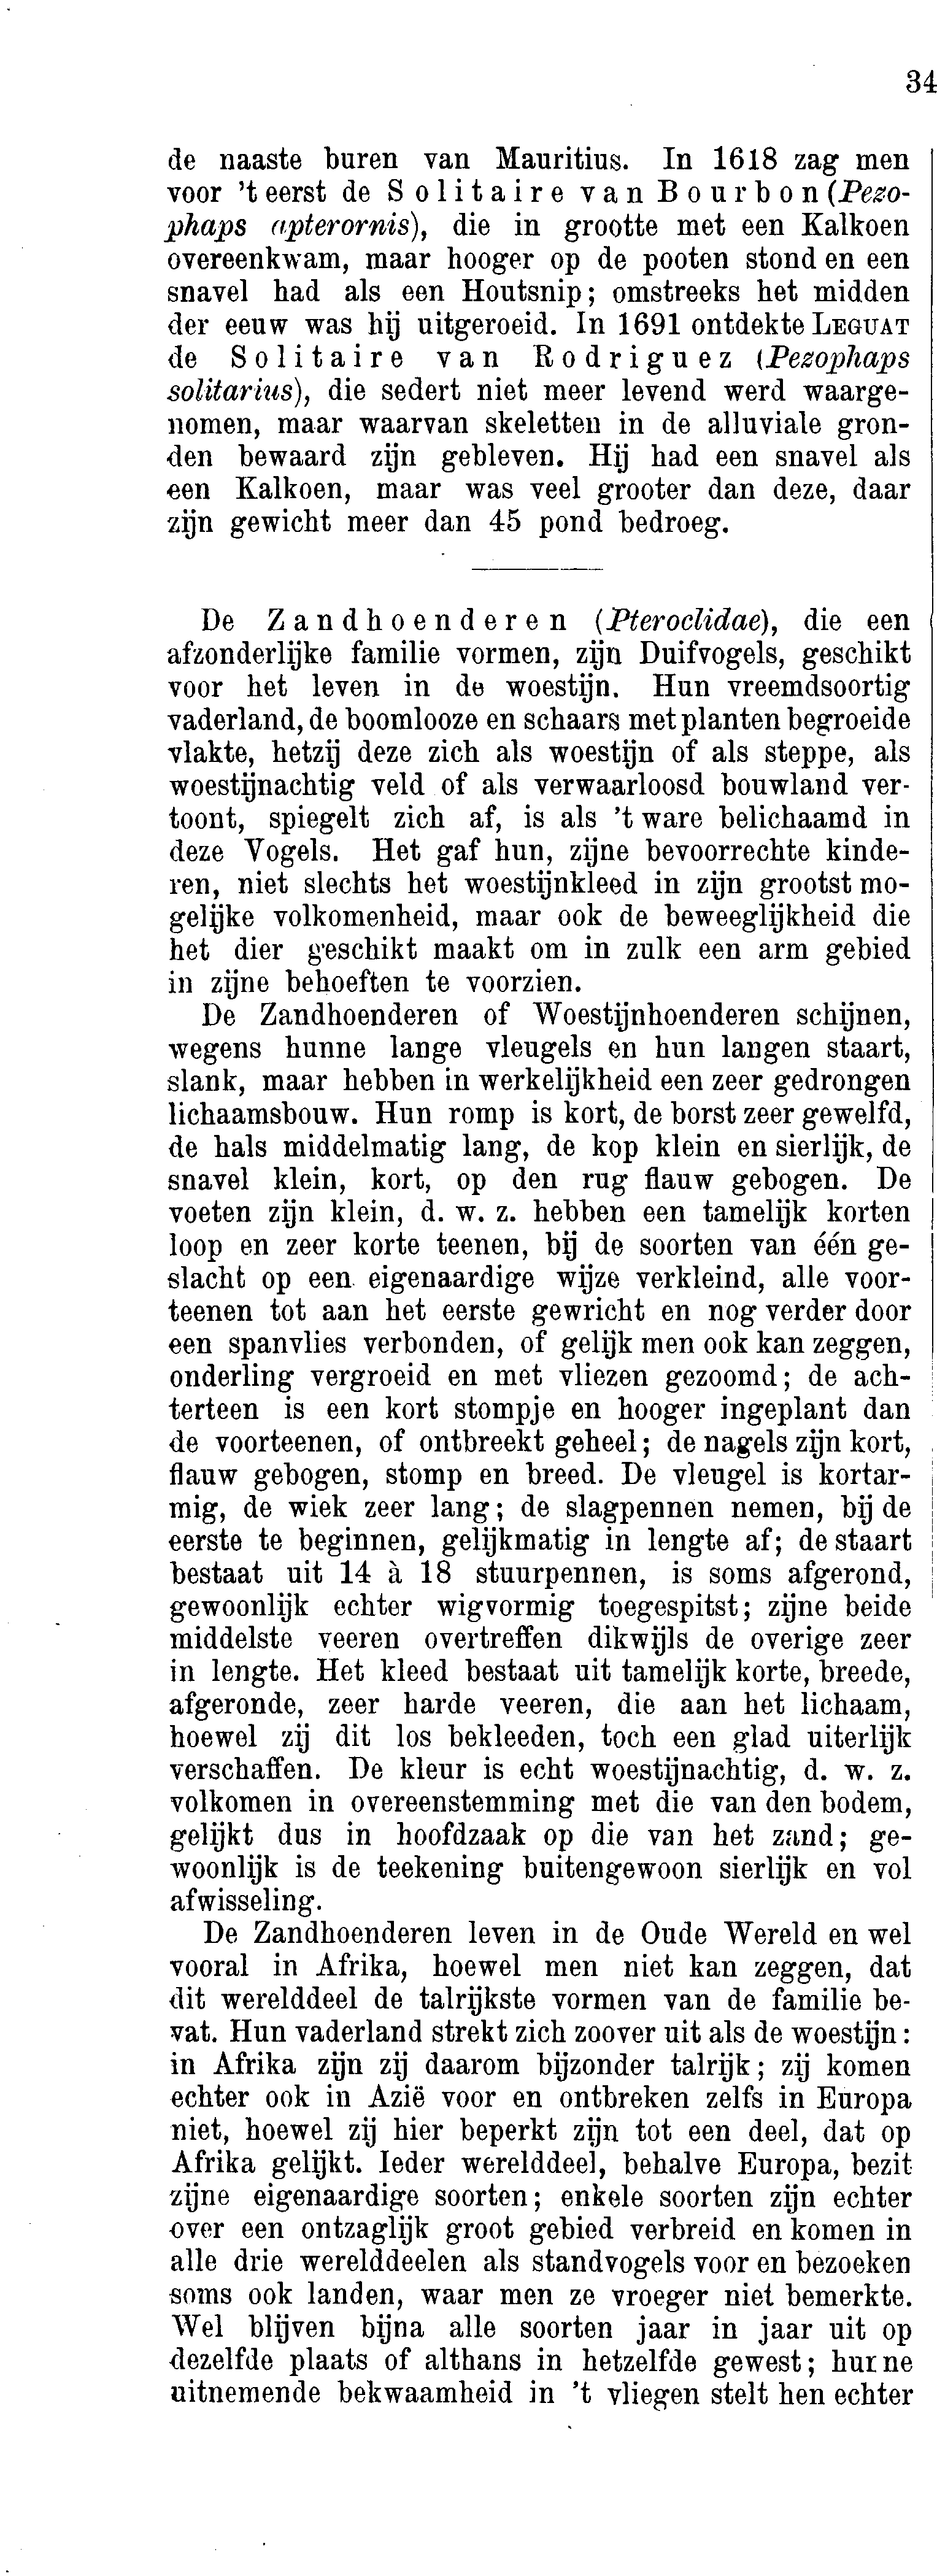 34
de naaste buren van Mauritius. In 1618 zag men
voor 't eerst de Solitaire van Bourbon (Pezo-
phaps apterornis), die in grootte met een Kalkoen
overeenkwam, maar hooger op de pooten stond en een
snavel had als een Houtsnip; omstreeks het midden
der eeuw was hij uitgeroeid. In 1691 ontdekte LEGUAT
de Solitaire van Rodriguez (Pezophaps
solitarius), die sedert niet meer levend werd waarge-
nomen, maar waarvan skeletten in de alluviale gron-
den bewaard zijn gebleven. Hij had een snavel als
een Kalkoen, maar was veel grooter dan deze, daar
zijn gewicht meer dan 45 pond bedroeg.
De Zandhoenderen (Pteroclidae), die een
afzonderlijke familie vormen, zijn Duifvogels, geschikt
voor het leven in de woestijn. Hun vreemdsoortig
vaderland, de boomlooze en schaars met planten begroeide
vlakte, hetzij deze zich als woestijn of als steppe, als
woestijnachtig veld of als verwaarloosd bouwland ver-
toont, spiegelt zich af, is als 't ware belichaamd in
deze Vogels. Het gaf hun, zijne bevoorrechte kinde-
ren, niet slechts het woestijnkleed in zijn grootst mo-
gelijke volkomenheid, maar ook de beweeglijkheid die
het dier geschikt maakt om in zulk een arm gebied
in zijne behoeften te voorzien.
De Zandhoenderen of Woestijnhoenderen schijnen,
wegens hunne lange vleugels en hun langen staart,
slank, maar hebben in werkelijkheid een zeer gedrongen
lichaamsbouw. Hun romp is kort, de borst zeer gewelfd,
de hals middelmatig lang, de kop klein en sierlijk, de
snavel klein, kort, op den rug flauw gebogen. De
voeten zijn klein, d. w. z. hebben een tamelijk korten
loop en zeer korte teenen, bij de soorten van één ge-
slacht op een eigenaardige wijze verkleind, alle voor-
teenen tot aan het eerste gewricht en nog verder door
een spanvlies verbonden, of gelijk men ook kan zeggen,
onderling vergroeid en met vliezen gezoomd; de ach-
terteen is een kort stompje en hooger ingeplant dan
de voorteenen, of ontbreekt geheel; de nagels zijn kort,
flauw gebogen, stomp en breed. De vleugel is kortar-
mig, de wiek zeer lang; de slagpennen nemen, bij de
eerste te beginnen, gelijkmatig in lengte af; de staart
bestaat uit 14 à 18 stuurpennen, is soms afgerond,
gewoonlijk echter wigvormig toegespitst; zijne beide
middelste veeren overtreffen dikwijls de overige zeer
in lengte. Het kleed bestaat uit tamelijk korte, breede,
afgeronde, zeer harde veeren, die aan het lichaam,
hoewel zij dit los bekleeden, toch een glad uiterlijk
verschaffen. De kleur is echt woestijnachtig, d. w. z.
volkomen in overeenstemming met die van den bodem,
gelijkt dus in hoofdzaak op die van het zand; ge-
woonlijk is de teekening buitengewoon sierlijk en vol
afwisseling.
De Zandhoenderen leven in de Oude Wereld en wel
vooral in Afrika, hoewel men niet kan zeggen, dat
dit werelddeel de talrijkste vormen van de familie be-
vat. Hun vaderland strekt zich zoover uit als de woestijn:
in Afrika zijn zij daarom bijzonder talrijk; zij komen
echter ook in Azië voor en ontbreken zelfs in Europa
niet, hoewel zij hier beperkt zijn tot een deel, dat op
Afrika gelijkt. Ieder werelddeel, behalve Europa, bezit
zijne eigenaardige soorten; enkele soorten zijn echter
over een ontzaglijk groot gebied verbreid en komen in
alle drie werelddeelen als standvogels voor en bezoeken
soms ook landen, waar men ze vroeger niet bemerkte.
Wel blijven bijna alle soorten jaar in jaar uit op
dezelfde plaats of althans in hetzelfde gewest; hunne
uitnemende bekwaamheid in 't vliegen stelt hen echter